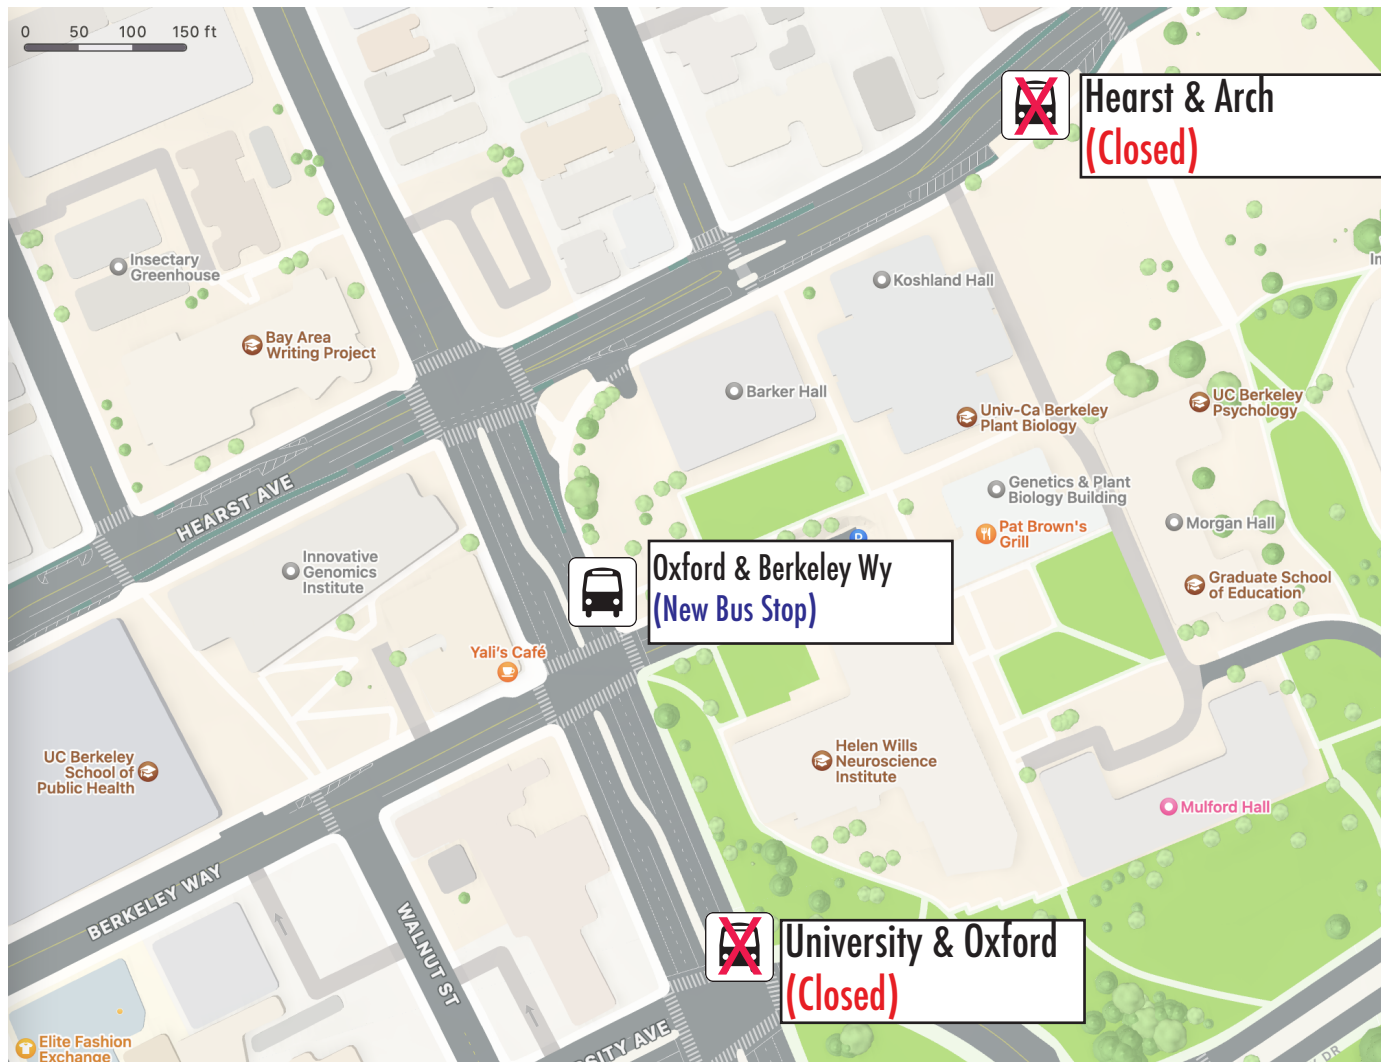 0 50 100 150 ft
Hearst & Arch
(Closed)
Insectary
Greenhouse
Koshland Hall
Bay Area
Writing Project
Barker Hall
Univ-Ca Berkeley
Plant Biology
UC Berkeley
Psychology
HEARST AVE
Genetics & Plant
Biology Building
Pat Brown's
Grill
Morgan Hall
Innovative
Genomics
Institute
Oxford & Berkeley Wy
(New Bus Stop)
Graduate School
of Education
Yali's Café
UC Berkeley
School of
Public Health
Helen Wills
Neuroscience
Institute
Mulford Hall
BERKELEY WAY
WALNUT ST
University & Oxford
(Closed)
Elite Fashion
Exchange
SITY AVE
DR